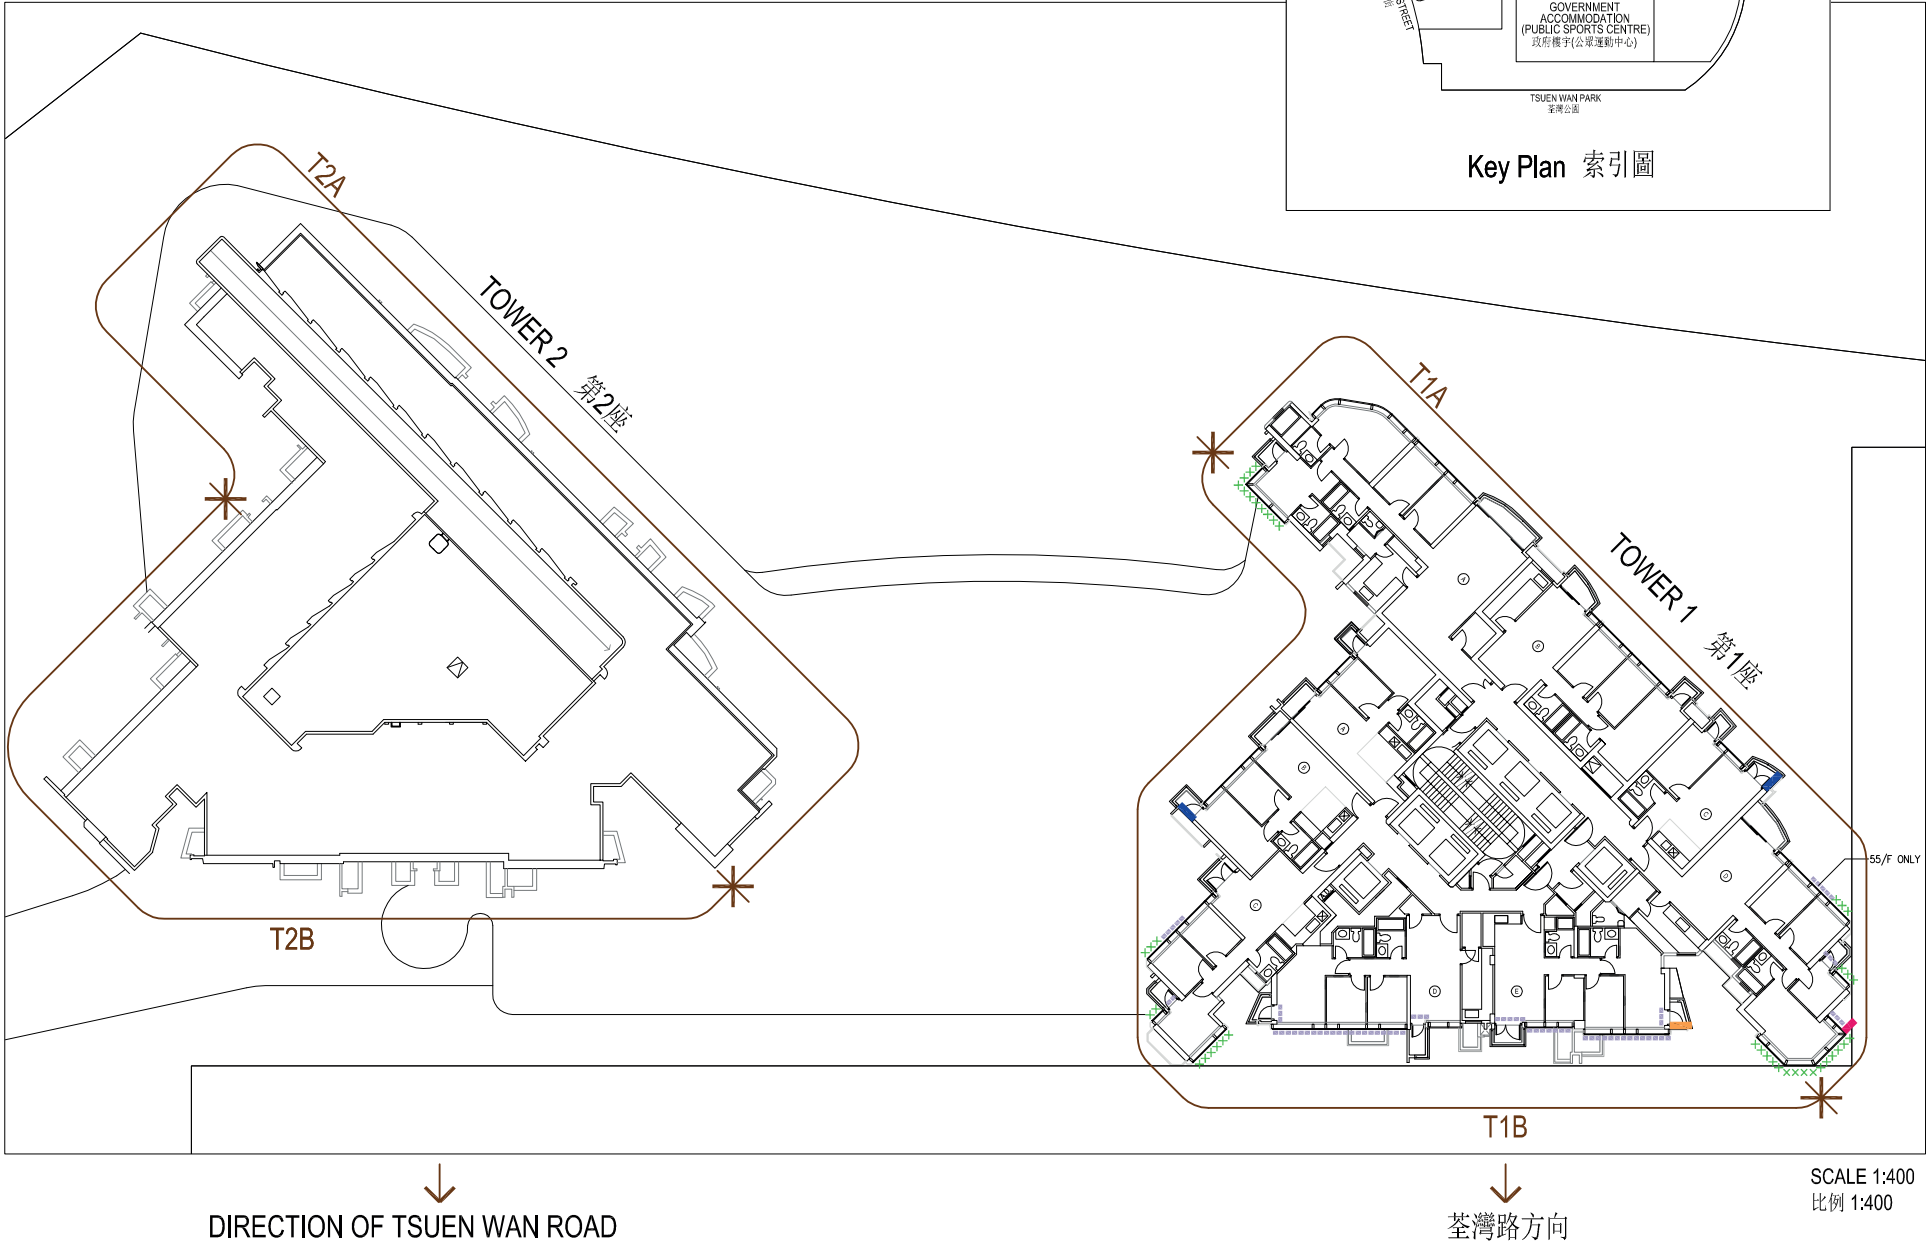 STREET
街
GOVERNMENT
ACCOMMODATION
(PUBLIC SPORTS CENTRE)
政府樓宇(公眾運動中心)
TSUEN WAN PARK
荃灣公園
Key Plan 索引圖
T2A
TOWER 2 第2座
T1A
TOWER 1 第1座
A
B
A
B
C
C
D
D
E
55/F ONLY
T2B
T1B
SCALE 1:400
比例 1:400
DIRECTION OF TSUEN WAN ROAD
荃灣路方向